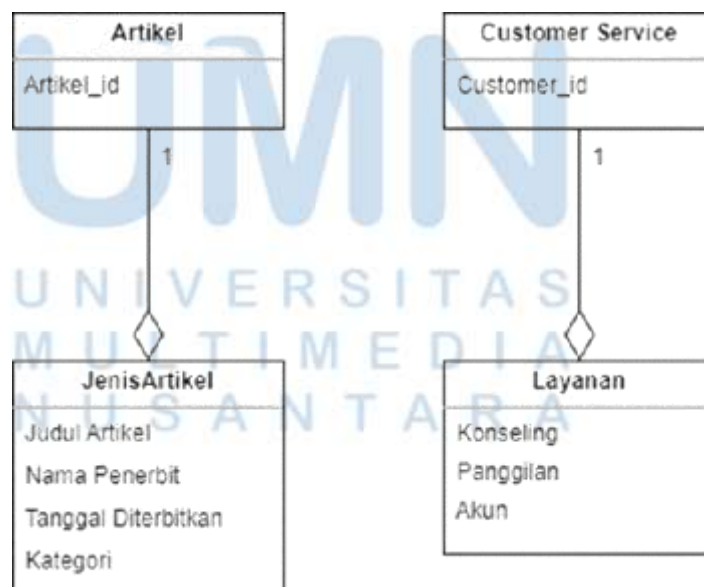 Artikel
Artikel_id
1
JenisArtikel
Judul Artikel
Nama Penerbit
Tanggal Diterbitkan
Kategori
Customer Service
Customer_id
1
Layanan
Konseling
Panggilan
Akun
UMN
UNIVERSITAS
MULTIMEDIA
NUSANTARA